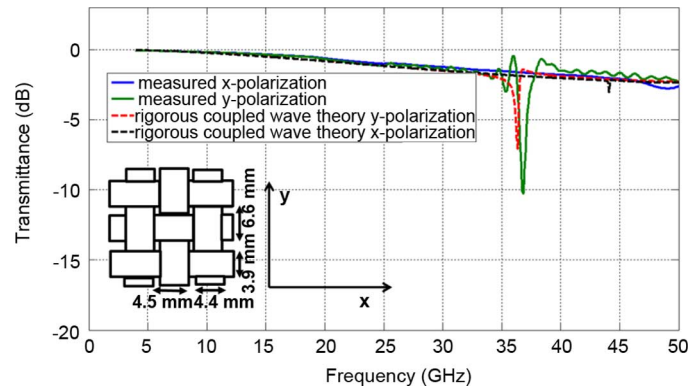 Transmittance (dB)
0
-5
-10
-15
-20
measured x-polarization
measured y-polarization
rigorous coupled wave theory y-polarization
rigorous coupled wave theory x-polarization
6.6 mm
3.9 mm
4.5 mm
4.4 mm
y
x
0 5 10 15 20 25 30 35 40 45 50
Frequency (GHz)